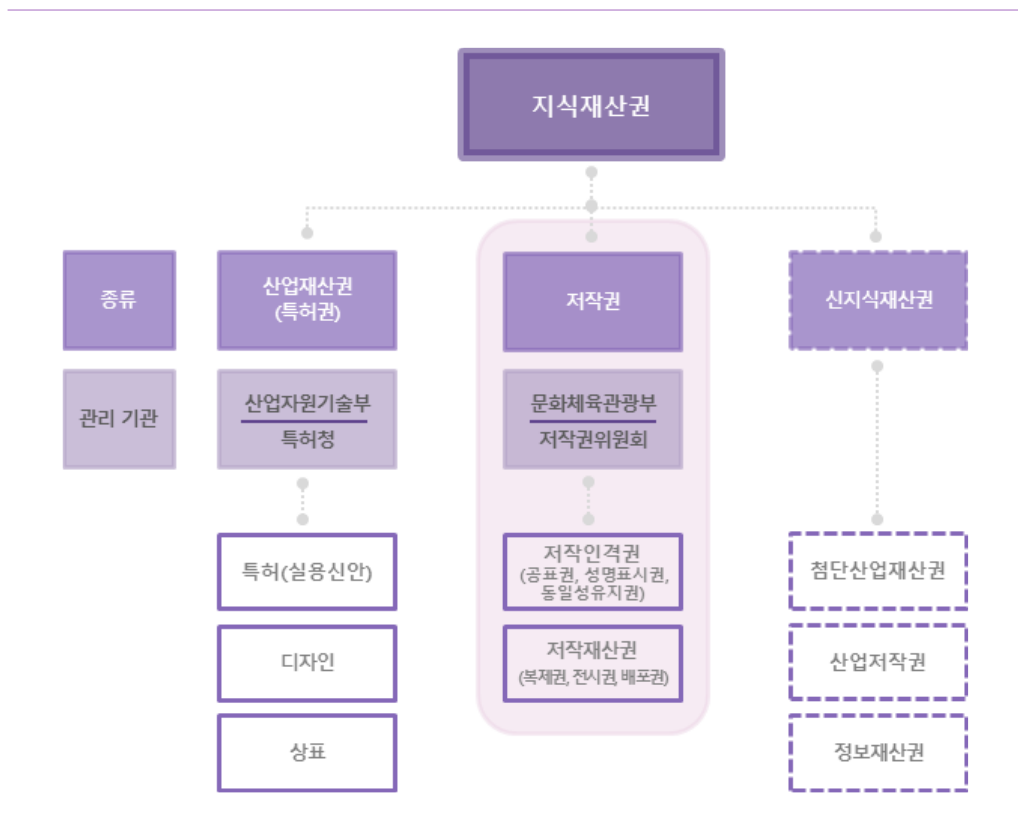 지식재산권
종류
산업재산권
(특허권)
저작권
신지식재산권
관리 기관
산업자원기술부
특허청
문화체육관광부
저작권위원회
특허(실용신안)
저작인격권
(공표권, 성명표시권,
동일성유지권)
첨단산업재산권
디자인
저작재산권
(복제권, 전시권, 배포권)
산업저작권
상표
정보재산권